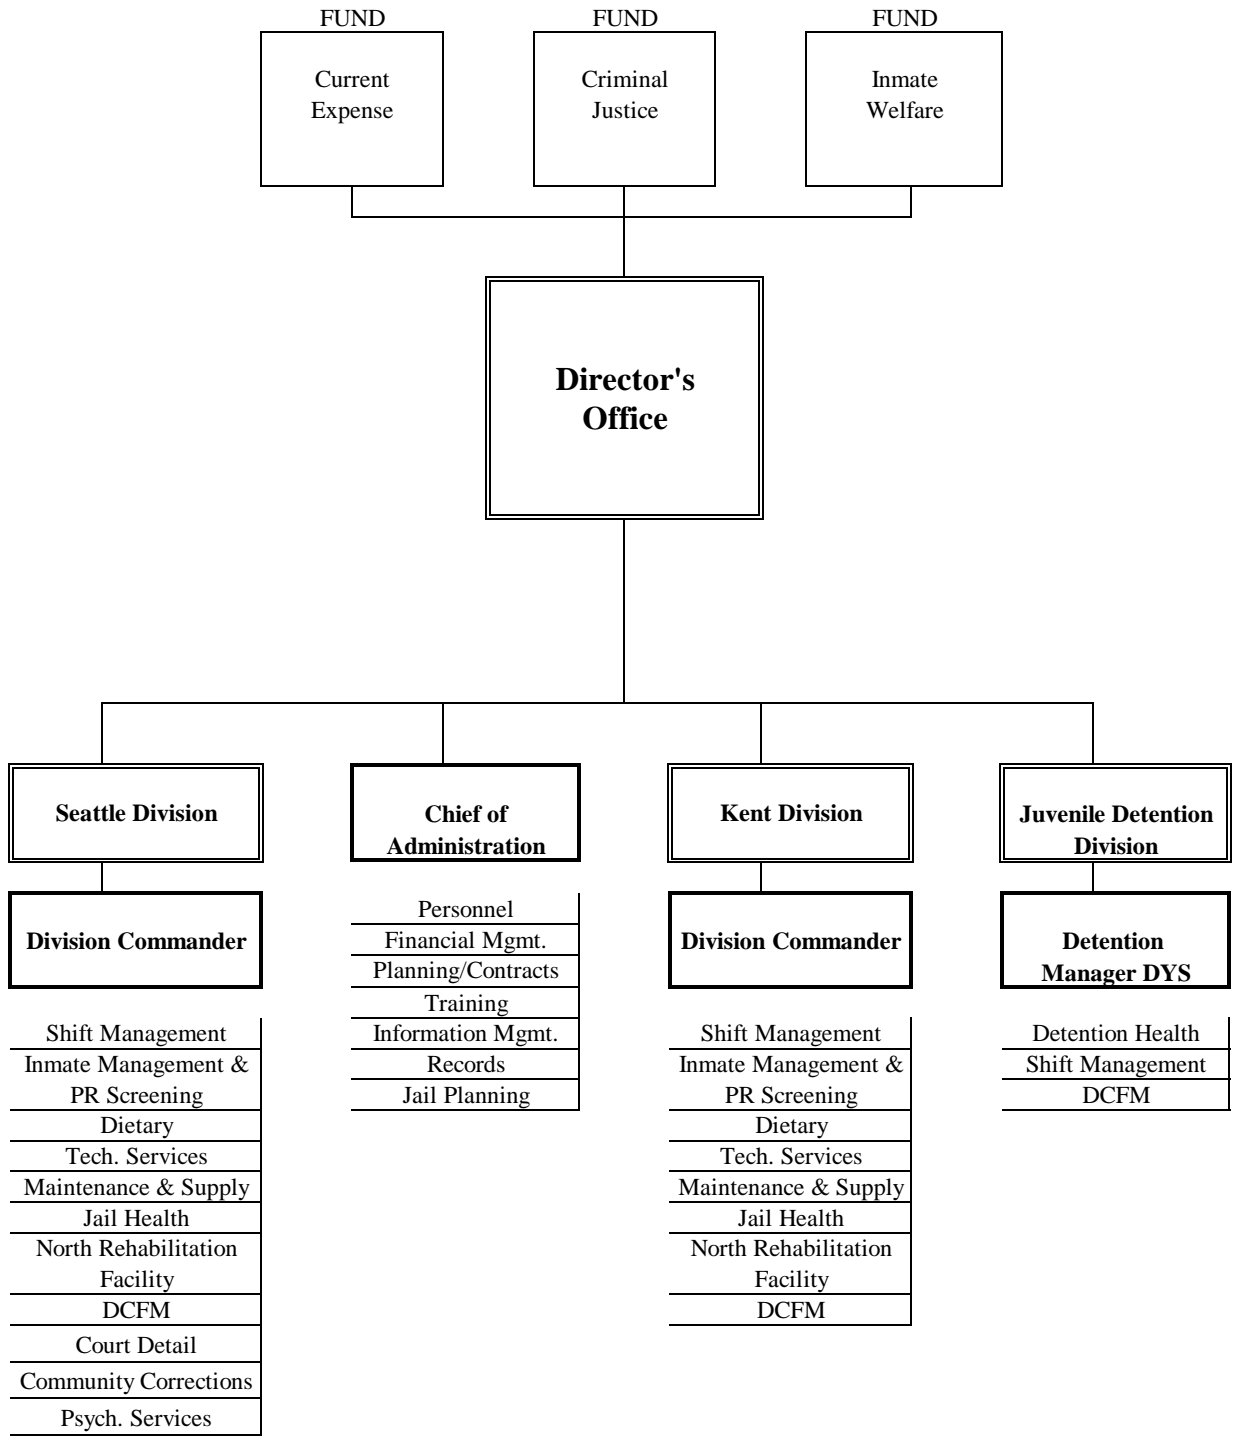 FUND
Current
Expense
FUND
Criminal
Justice
FUND
Inmate
Welfare
Director's
Office
Seattle Division
Division Commander
Shift Management
Inmate Management &
PR Screening
Dietary
Tech. Services
Maintenance & Supply
Jail Health
North Rehabilitation
Facility
DCFM
Court Detail
Community Corrections
Psych. Services
Chief of
Administration
Personnel
Financial Mgmt.
Planning/Contracts
Training
Information Mgmt.
Records
Jail Planning
Kent Division
Division Commander
Shift Management
Inmate Management &
PR Screening
Dietary
Tech. Services
Maintenance & Supply
Jail Health
North Rehabilitation
Facility
DCFM
Juvenile Detention
Division
Detention
Manager DYS
Detention Health
Shift Management
DCFM